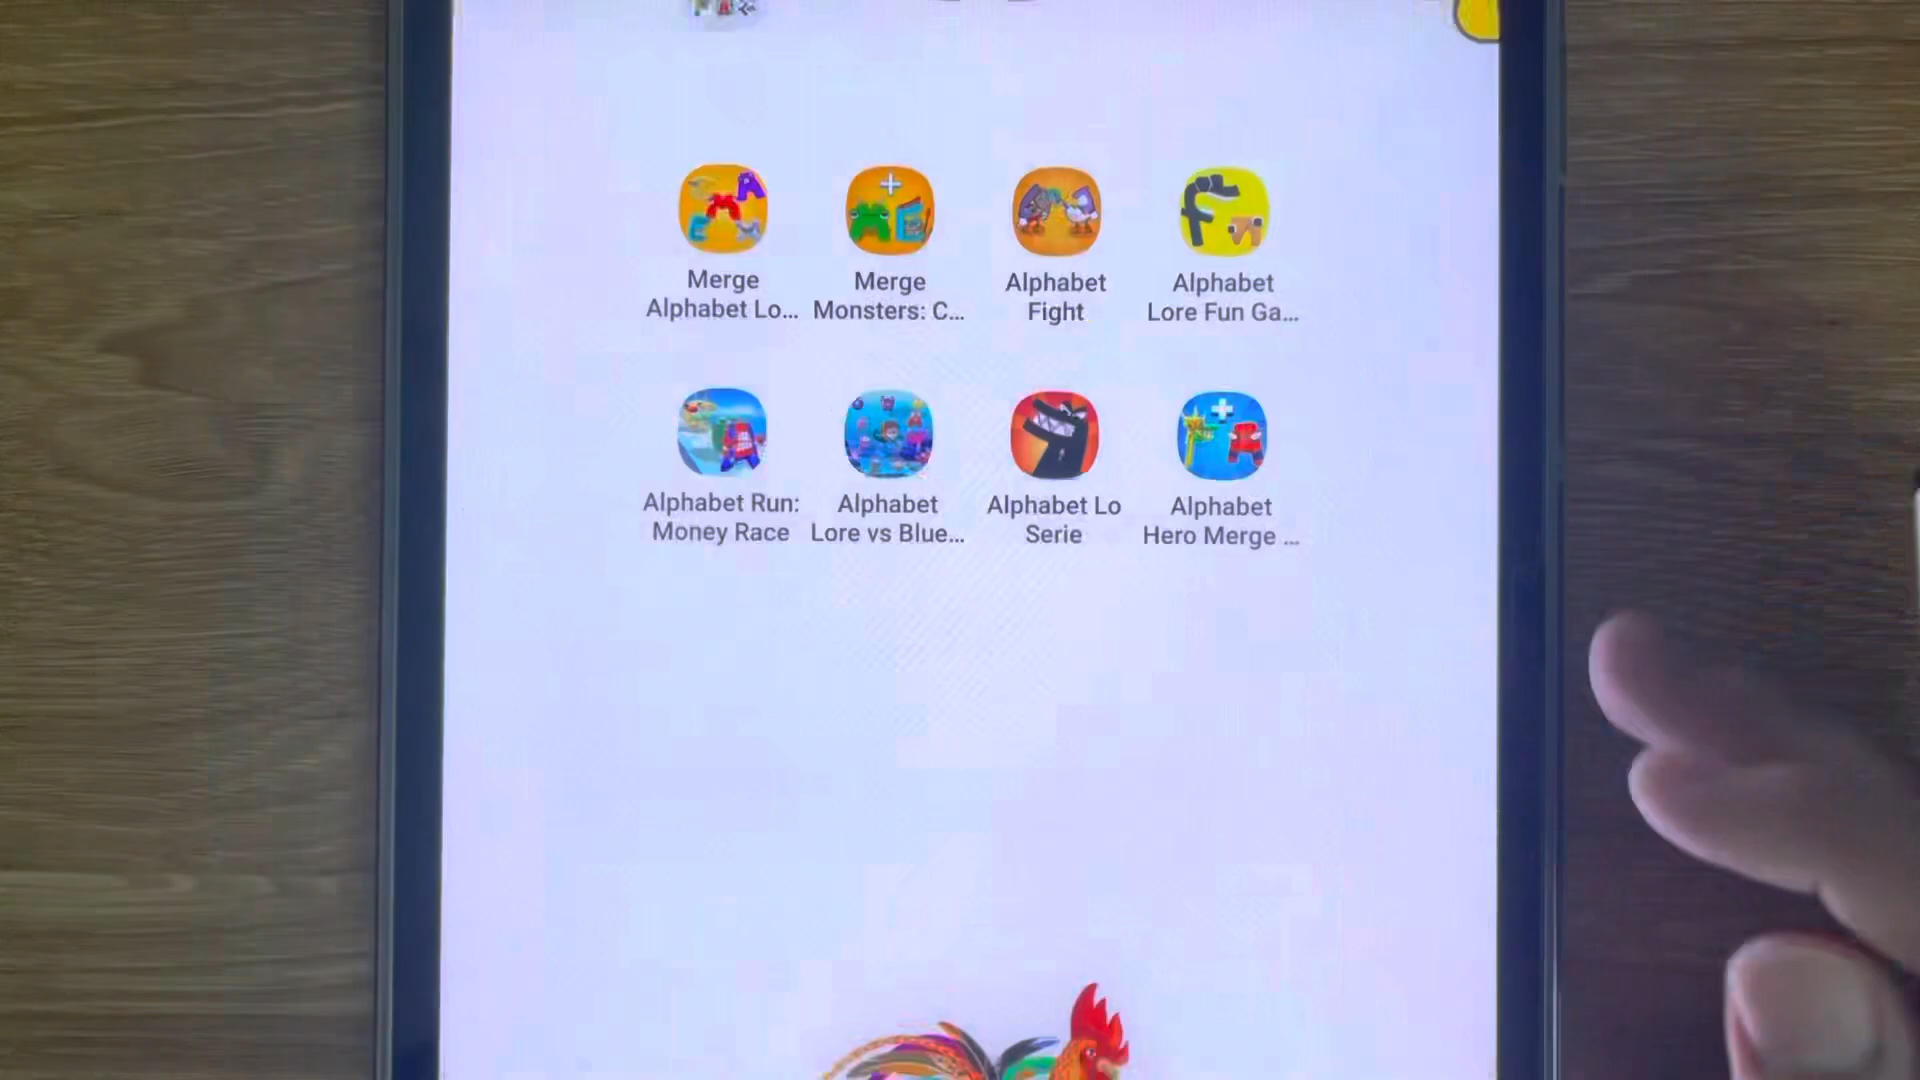 Merge
Alphabet Lo...
Merge
Monsters: C...
Alphabet
Fight
Alphabet
Lore Fun Ga...
Alphabet Run:
Money Race
Alphabet
Lore vs Blue...
Alphabet Lo
Serie
Alphabet
Hero Merge ...